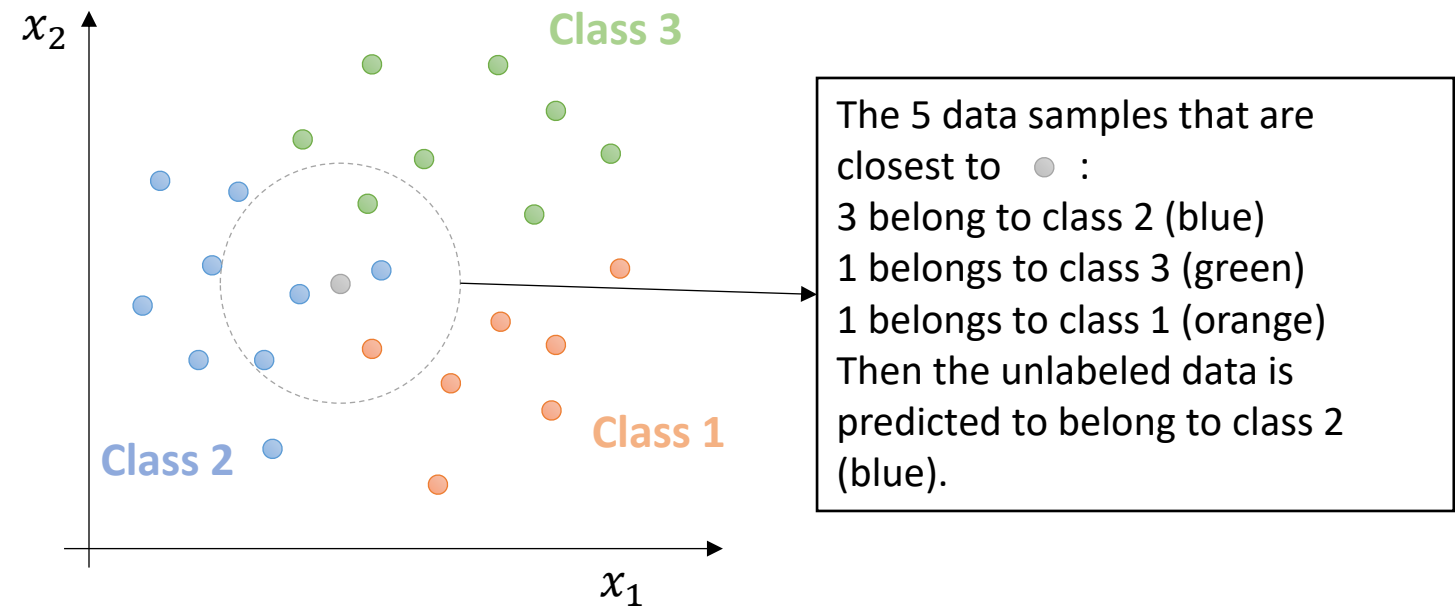 x₂
Class 3
The 5 data samples that are
closest to :
3 belong to class 2 (blue)
1 belongs to class 3 (green)
1 belongs to class 1 (orange)
Then the unlabeled data is
predicted to belong to class 2
(blue).
Class 1
Class 2
x₁